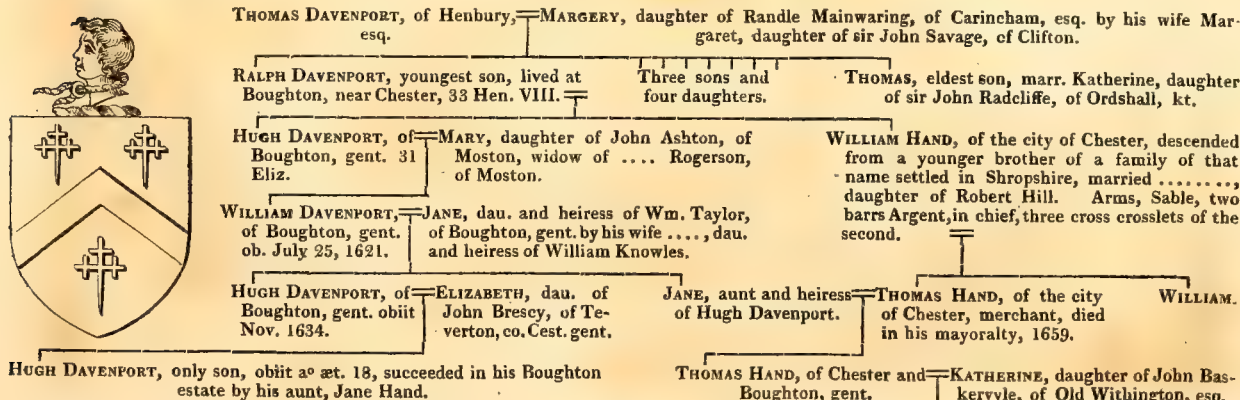 THOMAS DAVENPORT, of Henbury,
esq.
MARGERY, daughter of Randle Mainwaring, of Carincham, esq. by his wife Mar-
garet, daughter of sir John Savage, of Clifton.
RALPH DAVENPORT, youngest son, lived at
Boughton, near Chester, 33 Hen. VIII.
Three sons and
four daughters.
THOMAS, eldest son, marr. Katherine, daughter
of sir John Radcliffe, of Ordshall, kt.
HUGH DAVENPORT, of
Boughton, gent. 31
Eliz.
MARY, daughter of John Ashton, of
Moston, widow of .... Rogerson,
of Moston.
WILLIAM HAND, of the city of Chester, descended
from a younger brother of a family of that
name settled in Shropshire, married ........,
daughter of Robert Hill. Arms, Sable, two
barrs Argent, in chief, three cross crosslets of the
second.
WILLIAM DAVENPORT,
of Boughton, gent.
ob. July 25, 1621.
JANE, dau. and heiress of Wm. Taylor,
of Boughton, gent. by his wife ...., dau.
and heiress of William Knowles.
HUGH DAVENPORT, of
Boughton, gent. obiit
Nov. 1634.
ELIZABETH, dau. of
John Brescy, of Te-
verton, co. Cest. gent.
JANE, aunt and heiress
of Hugh Davenport.
THOMAS HAND, of the city
of Chester, merchant, died
in his mayoralty, 1659.
WILLIAM.
HUGH DAVENPORT, only son, obiit aº æt. 18, succeeded in his Boughton
estate by his aunt, Jane Hand.
THOMAS HAND, of Chester and
Boughton, gent.
KATHERINE, daughter of John Bas-
kervyle, of Old Withington, esq.